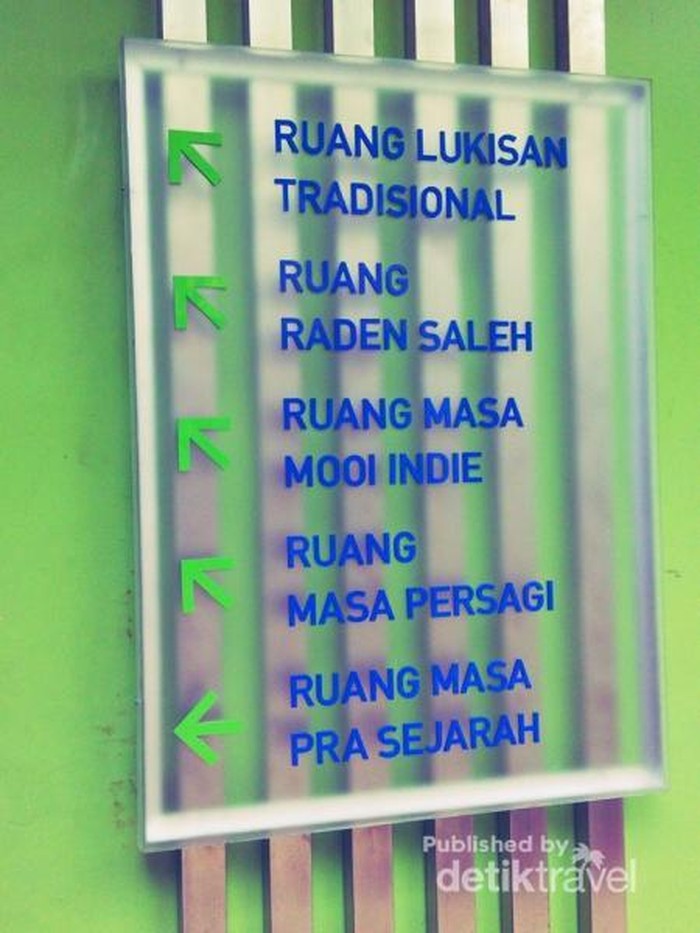 RUANG LUKISAN
TRADISIONAL
RUANG
RADEN SALEH
RUANG MASA
MOOI INDIE
RUANG
MASA PERSAGI
RUANG MASA
PRA SEJARAH
Published by
detiktravel